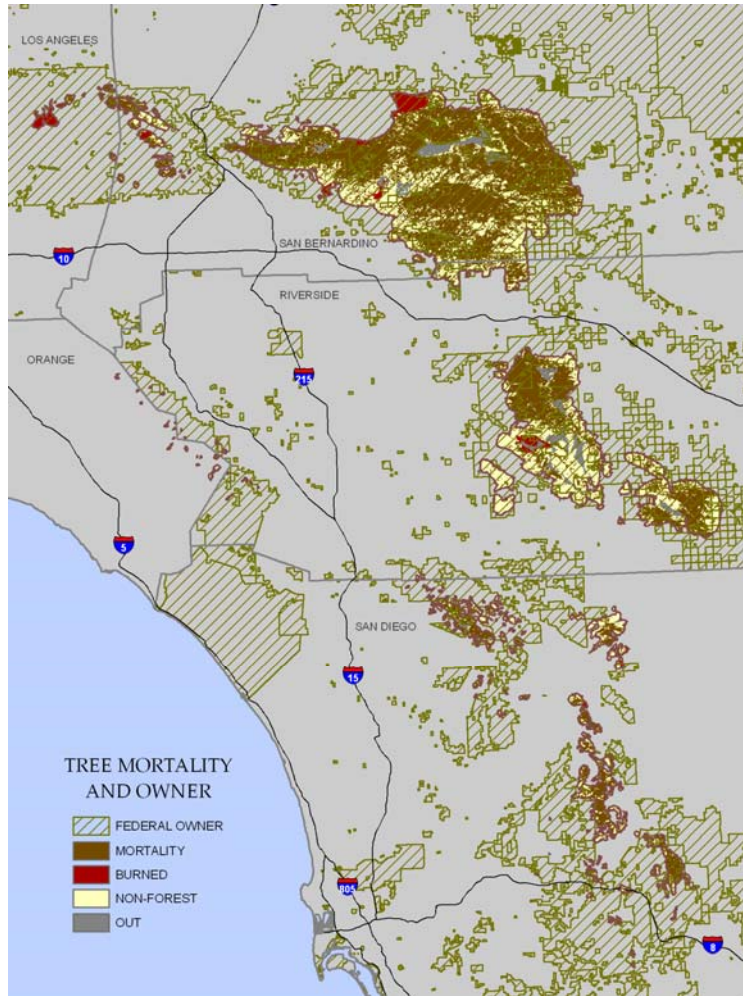 LOS ANGELES
10
SAN BERNARDINO
RIVERSIDE
ORANGE
215
5
SAN DIEGO
15
TREE MORTALITY
AND OWNER
FEDERAL OWNER
MORTALITY
BURNED
NON-FOREST
OUT
805
8